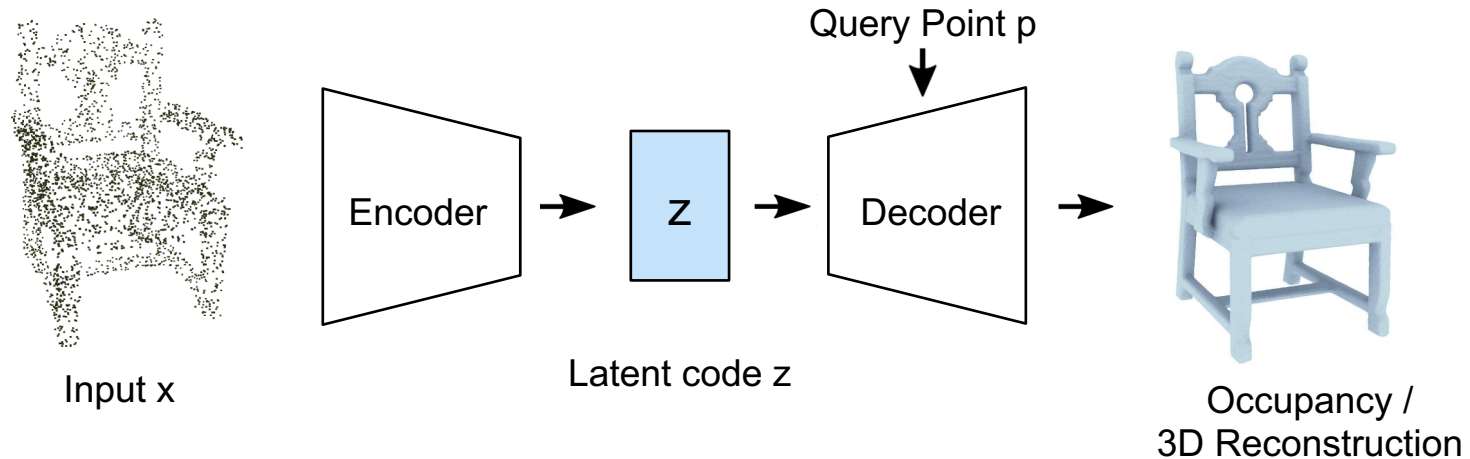 Query Point p
Encoder
z
Decoder
Input x
Latent code z
Occupancy /
3D Reconstruction